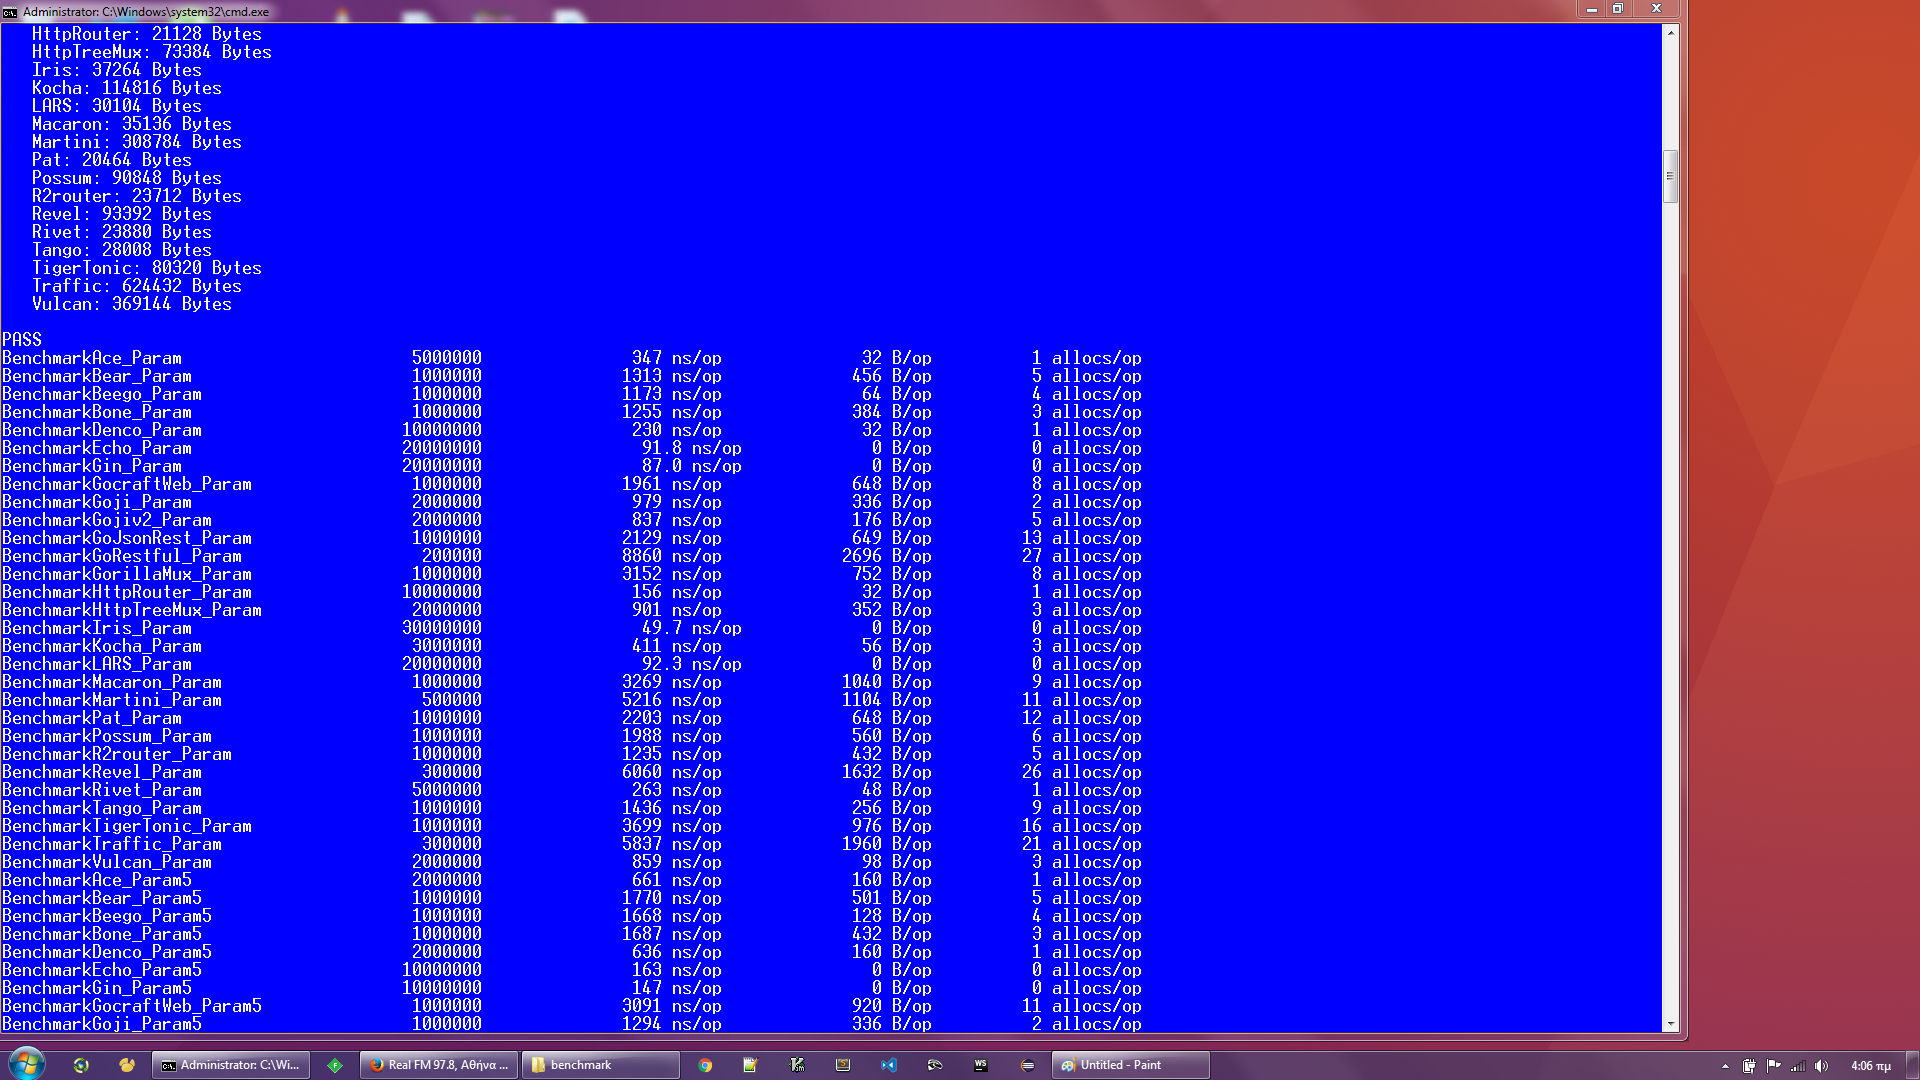 Administrator: C:\Windows\system32\cmd.exe
HttpRouter: 21128 Bytes
HttpTreeMux: 73384 Bytes
Iris: 37264 Bytes
Kocha: 114816 Bytes
LARS: 30104 Bytes
Macaron: 35136 Bytes
Martini: 308784 Bytes
Pat: 20464 Bytes
Possum: 90848 Bytes
R2router: 23712 Bytes
Revel: 93392 Bytes
Rivet: 23880 Bytes
Tango: 28008 Bytes
TigerTonic: 80320 Bytes
Traffic: 624432 Bytes
Vulcan: 369144 Bytes
PASS
BenchmarkAce_Param 5000000 347 ns/op 32 B/op 1 allocs/op
BenchmarkBear_Param 1000000 1313 ns/op 456 B/op 5 allocs/op
BenchmarkBeego_Param 1000000 1173 ns/op 64 B/op 4 allocs/op
BenchmarkBone_Param 1000000 1255 ns/op 384 B/op 3 allocs/op
BenchmarkDenco_Param 10000000 230 ns/op 32 B/op 1 allocs/op
BenchmarkEcho_Param 20000000 91.8 ns/op 0 B/op 0 allocs/op
BenchmarkGin_Param 20000000 87.0 ns/op 0 B/op 0 allocs/op
BenchmarkGocraftWeb_Param 1000000 1961 ns/op 648 B/op 8 allocs/op
BenchmarkGoji_Param 2000000 979 ns/op 336 B/op 2 allocs/op
BenchmarkGojiv2_Param 2000000 837 ns/op 176 B/op 5 allocs/op
BenchmarkGoJsonRest_Param 1000000 2129 ns/op 649 B/op 13 allocs/op
BenchmarkGoRestful_Param 200000 8860 ns/op 2696 B/op 27 allocs/op
BenchmarkGorillaMux_Param 1000000 3152 ns/op 752 B/op 8 allocs/op
BenchmarkHttpRouter_Param 10000000 156 ns/op 32 B/op 1 allocs/op
BenchmarkHttpTreeMux_Param 2000000 901 ns/op 352 B/op 3 allocs/op
BenchmarkIris_Param 30000000 49.7 ns/op 0 B/op 0 allocs/op
BenchmarkKocha_Param 3000000 411 ns/op 56 B/op 3 allocs/op
BenchmarkLARS_Param 20000000 92.3 ns/op 0 B/op 0 allocs/op
BenchmarkMacaron_Param 1000000 3269 ns/op 1040 B/op 9 allocs/op
BenchmarkMartini_Param 500000 5216 ns/op 1104 B/op 11 allocs/op
BenchmarkPat_Param 1000000 2203 ns/op 648 B/op 12 allocs/op
BenchmarkPossum_Param 1000000 1988 ns/op 560 B/op 6 allocs/op
BenchmarkR2router_Param 1000000 1235 ns/op 432 B/op 5 allocs/op
BenchmarkRevel_Param 300000 6060 ns/op 1632 B/op 26 allocs/op
BenchmarkRivet_Param 5000000 263 ns/op 48 B/op 1 allocs/op
BenchmarkTango_Param 1000000 1436 ns/op 256 B/op 9 allocs/op
BenchmarkTigerTonic_Param 1000000 3699 ns/op 976 B/op 16 allocs/op
BenchmarkTraffic_Param 300000 5837 ns/op 1960 B/op 21 allocs/op
BenchmarkVulcan_Param 2000000 859 ns/op 98 B/op 3 allocs/op
BenchmarkAce_Param5 2000000 661 ns/op 160 B/op 1 allocs/op
BenchmarkBear_Param5 1000000 1770 ns/op 501 B/op 5 allocs/op
BenchmarkBeego_Param5 1000000 1668 ns/op 128 B/op 4 allocs/op
BenchmarkBone_Param5 1000000 1687 ns/op 432 B/op 3 allocs/op
BenchmarkDenco_Param5 2000000 636 ns/op 160 B/op 1 allocs/op
BenchmarkEcho_Param5 10000000 163 ns/op 0 B/op 0 allocs/op
BenchmarkGin_Param5 10000000 147 ns/op 0 B/op 0 allocs/op
BenchmarkGocraftWeb_Param5 1000000 3091 ns/op 920 B/op 11 allocs/op
BenchmarkGoji_Param5 1000000 1294 ns/op 336 B/op 2 allocs/op
Administrator: C:\Wi... Real FM 97.8, Αθήνα ... benchmark WS Untitled - Paint 4:06 πμ